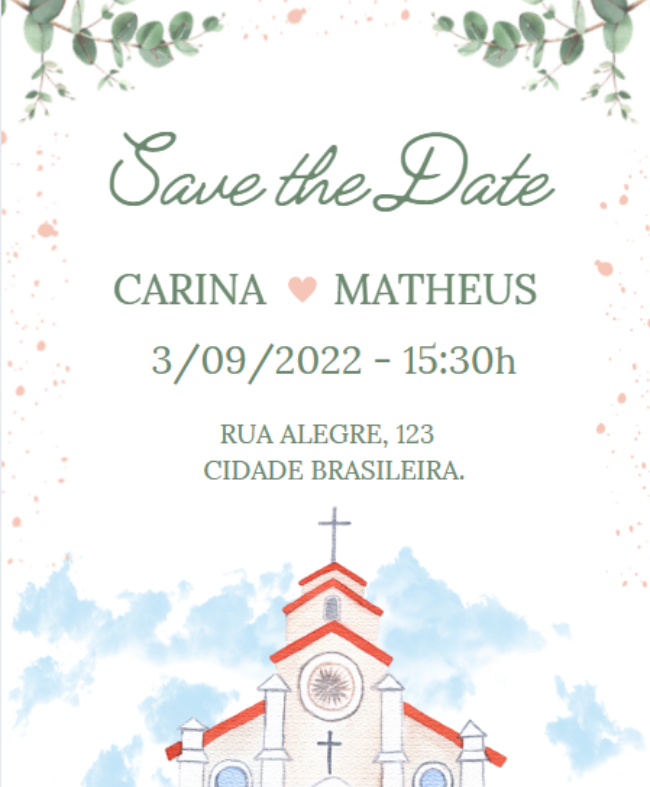 Save the Date
CARINA MATHEUS
3/09/2022 - 15:30h
RUA ALEGRE, 123
CIDADE BRASILEIRA.